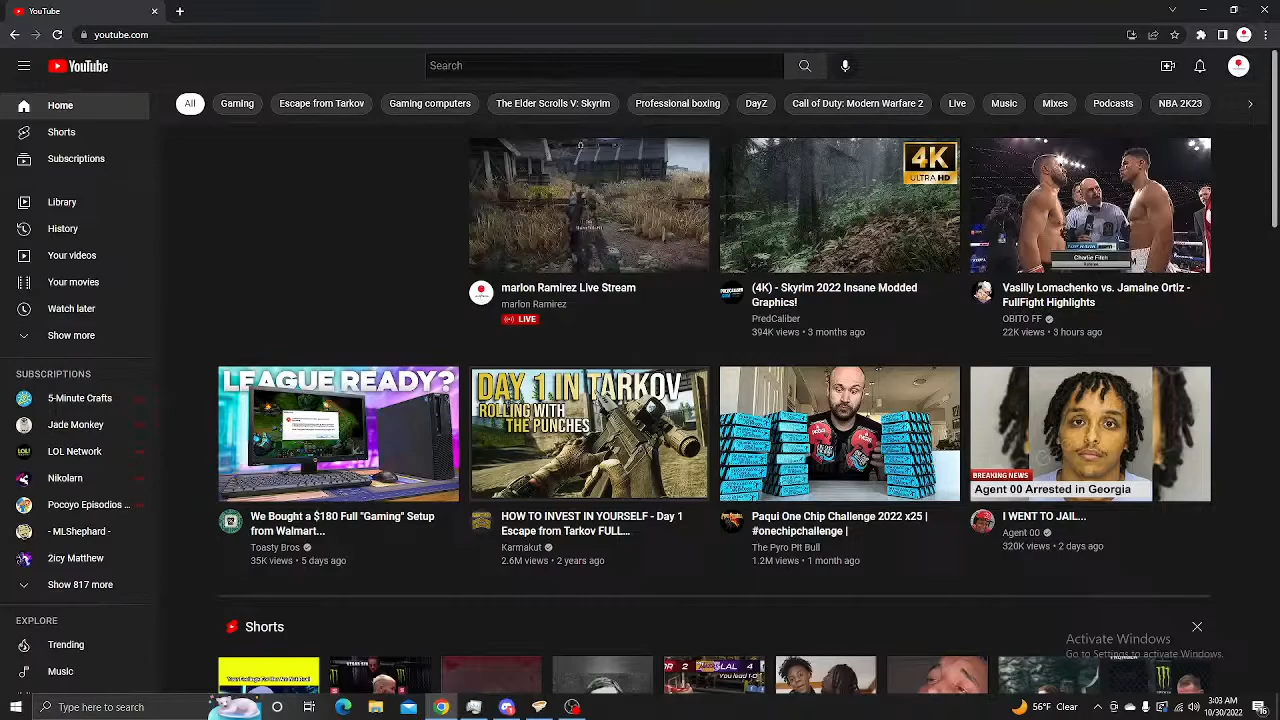 YouTube
youtube.com
YouTube
Search
Home
Shorts
Subscriptions
Library
History
Your videos
Your movies
Watch later
Show more
SUBSCRIPTIONS
5-Minute Crafts
Jade Monkey
LOL Network
Nikolarn
Pocoyo Episodios ...
- MLShephard -
2icy Matthew
Show 817 more
EXPLORE
Trending
Music
All
Gaming
Escape from Tarkov
Gaming computers
The Elder Scrolls V: Skyrim
Professional boxing
DayZ
Call of Duty: Modern Warfare 2
Live
Music
Mixes
Podcasts
NBA 2K23
marlon Ramirez Live Stream
marlon Ramirez
LIVE
4K
ULTRA HD
(4K) - Skyrim 2022 Insane Modded
Graphics!
PredCaliber
394K views • 3 months ago
TOP RANK
Charlie Fitch
Referee
Vasiliy Lomachenko vs. Jamaine Ortiz -
FullFight Highlights
OBITO FF
22K views • 3 hours ago
LEAGUE READY?
We Bought a $180 Full "Gaming" Setup
from Walmart...
Toasty Bros
35K views • 5 days ago
DAY 1 IN TARKOV
ROLLING WITH
THE PUNCHES
HOW TO INVEST IN YOURSELF - Day 1
Escape from Tarkov FULL...
Karmakut
2.6M views • 2 years ago
Paqui One Chip Challenge 2022 x25 |
#onechipchallenge |
The Pyro Pit Bull
1.2M views • 1 month ago
BREAKING NEWS
Agent 00 Arrested in Georgia
I WENT TO JAIL...
Agent 00
320K views • 2 days ago
Shorts
Activate Windows
Go to Settings to activate Windows.
Type here to search
56°F Clear
3:03 AM
10/30/2022